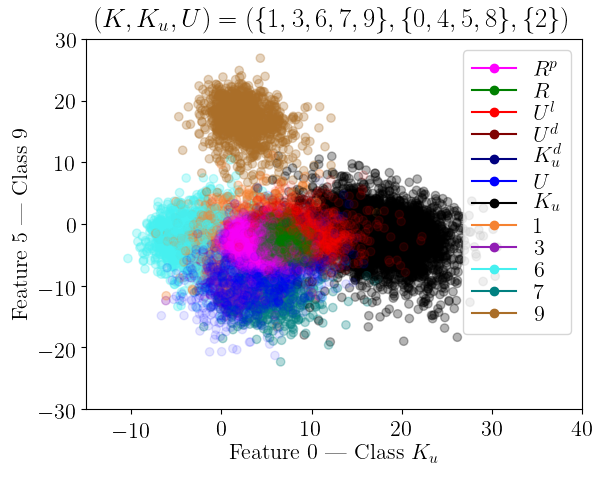 (K, K_u, U) = ({1, 3, 6, 7, 9}, {0, 4, 5, 8}, {2})
30
20
10
0
−10
−20
−30
Feature 5 — Class 9
R^p
R
U^l
U^d
K_u^d
U
K_u
1
3
6
7
9
−10
0
10
20
30
40
Feature 0 — Class K_u